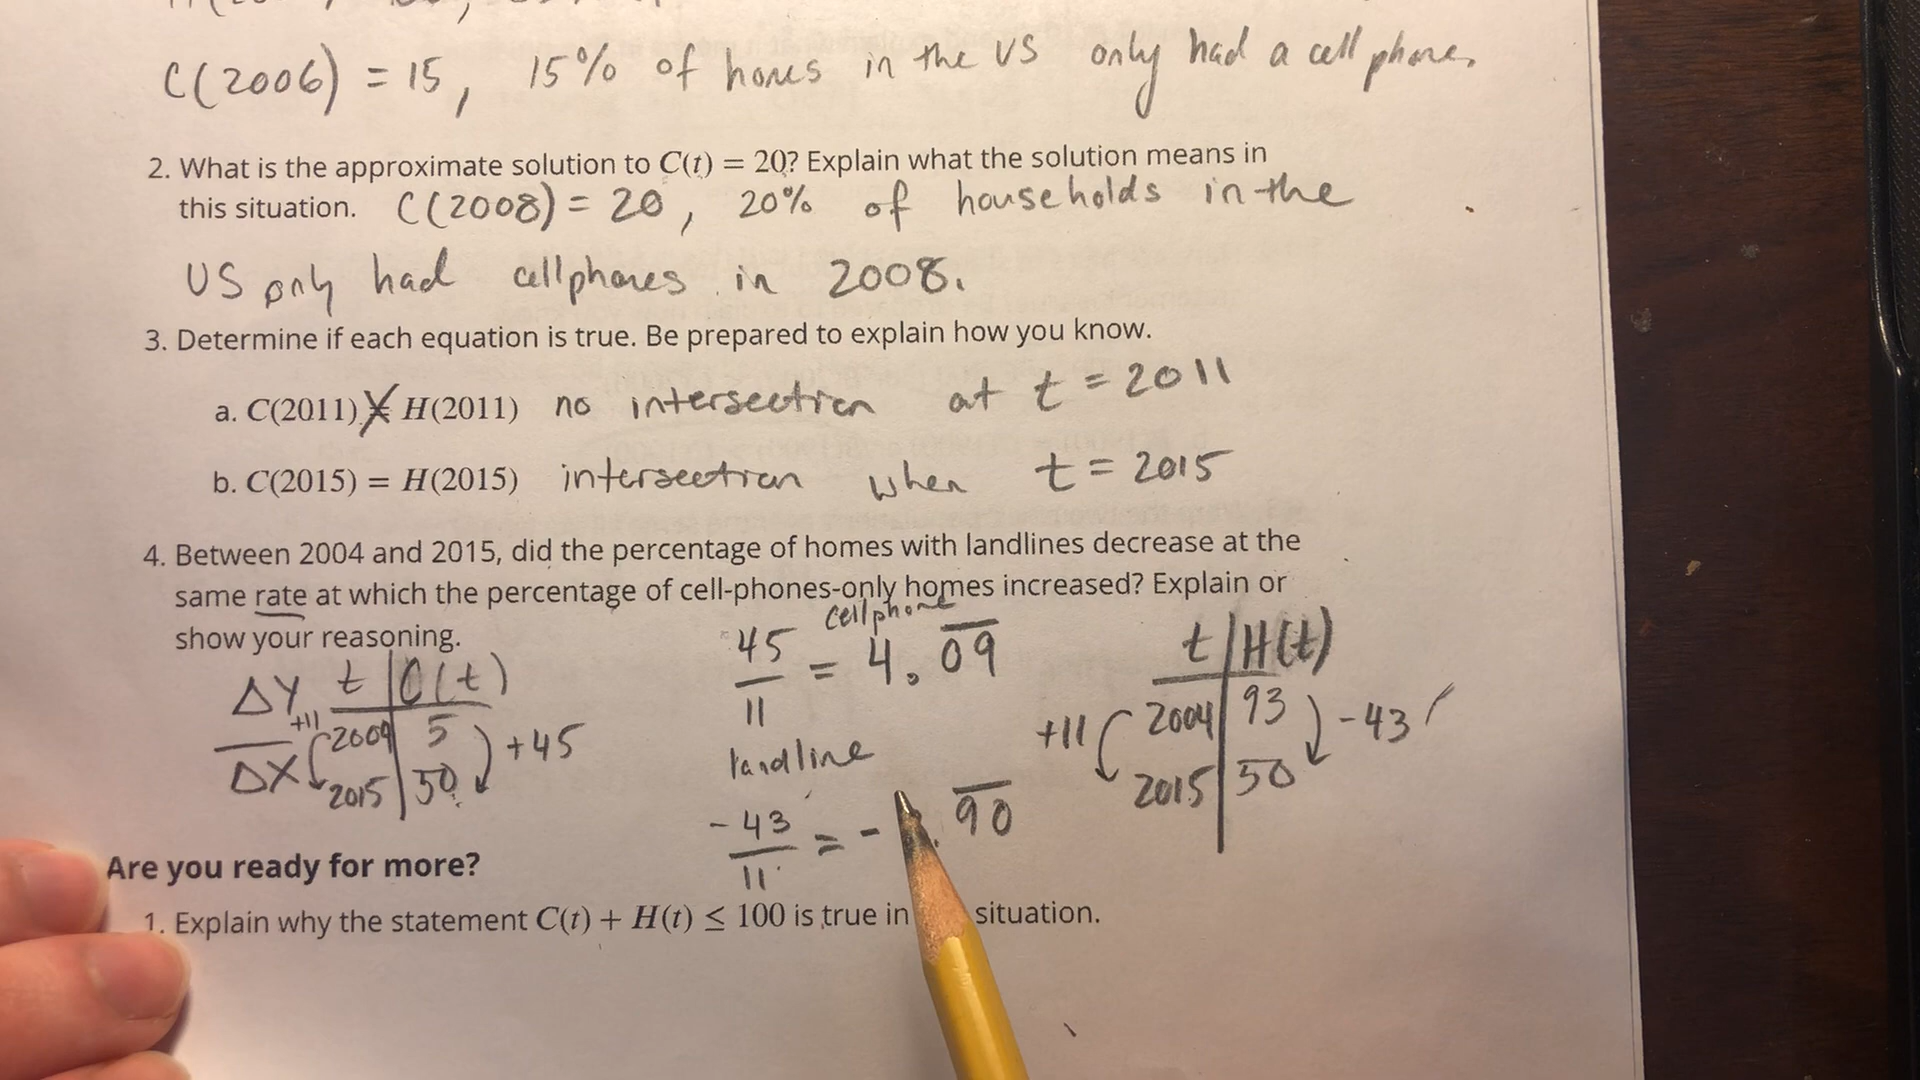 C(2006) = 15, 15% of homes in the US only had a cell phone.
2. What is the approximate solution to C(t) = 20? Explain what the solution means in
this situation. C(2008) = 20, 20% of households in the
US only had cellphones in 2008.
3. Determine if each equation is true. Be prepared to explain how you know.
a. C(2011) = H(2011) no intersection at t = 2011
b. C(2015) = H(2015) intersection when t = 2015
4. Between 2004 and 2015, did the percentage of homes with landlines decrease at the
same rate at which the percentage of cell-phones-only homes increased? Explain or
show your reasoning.
ΔY
ΔX
t C(t)
+11 2004 5 +45
2015 50
cellphone
45/11 = 4.09
landline
-43/11 = - . 90
t H(t)
+11 2004 93 -43
2015 50
Are you ready for more?
1. Explain why the statement C(t) + H(t) ≤ 100 is true in situation.